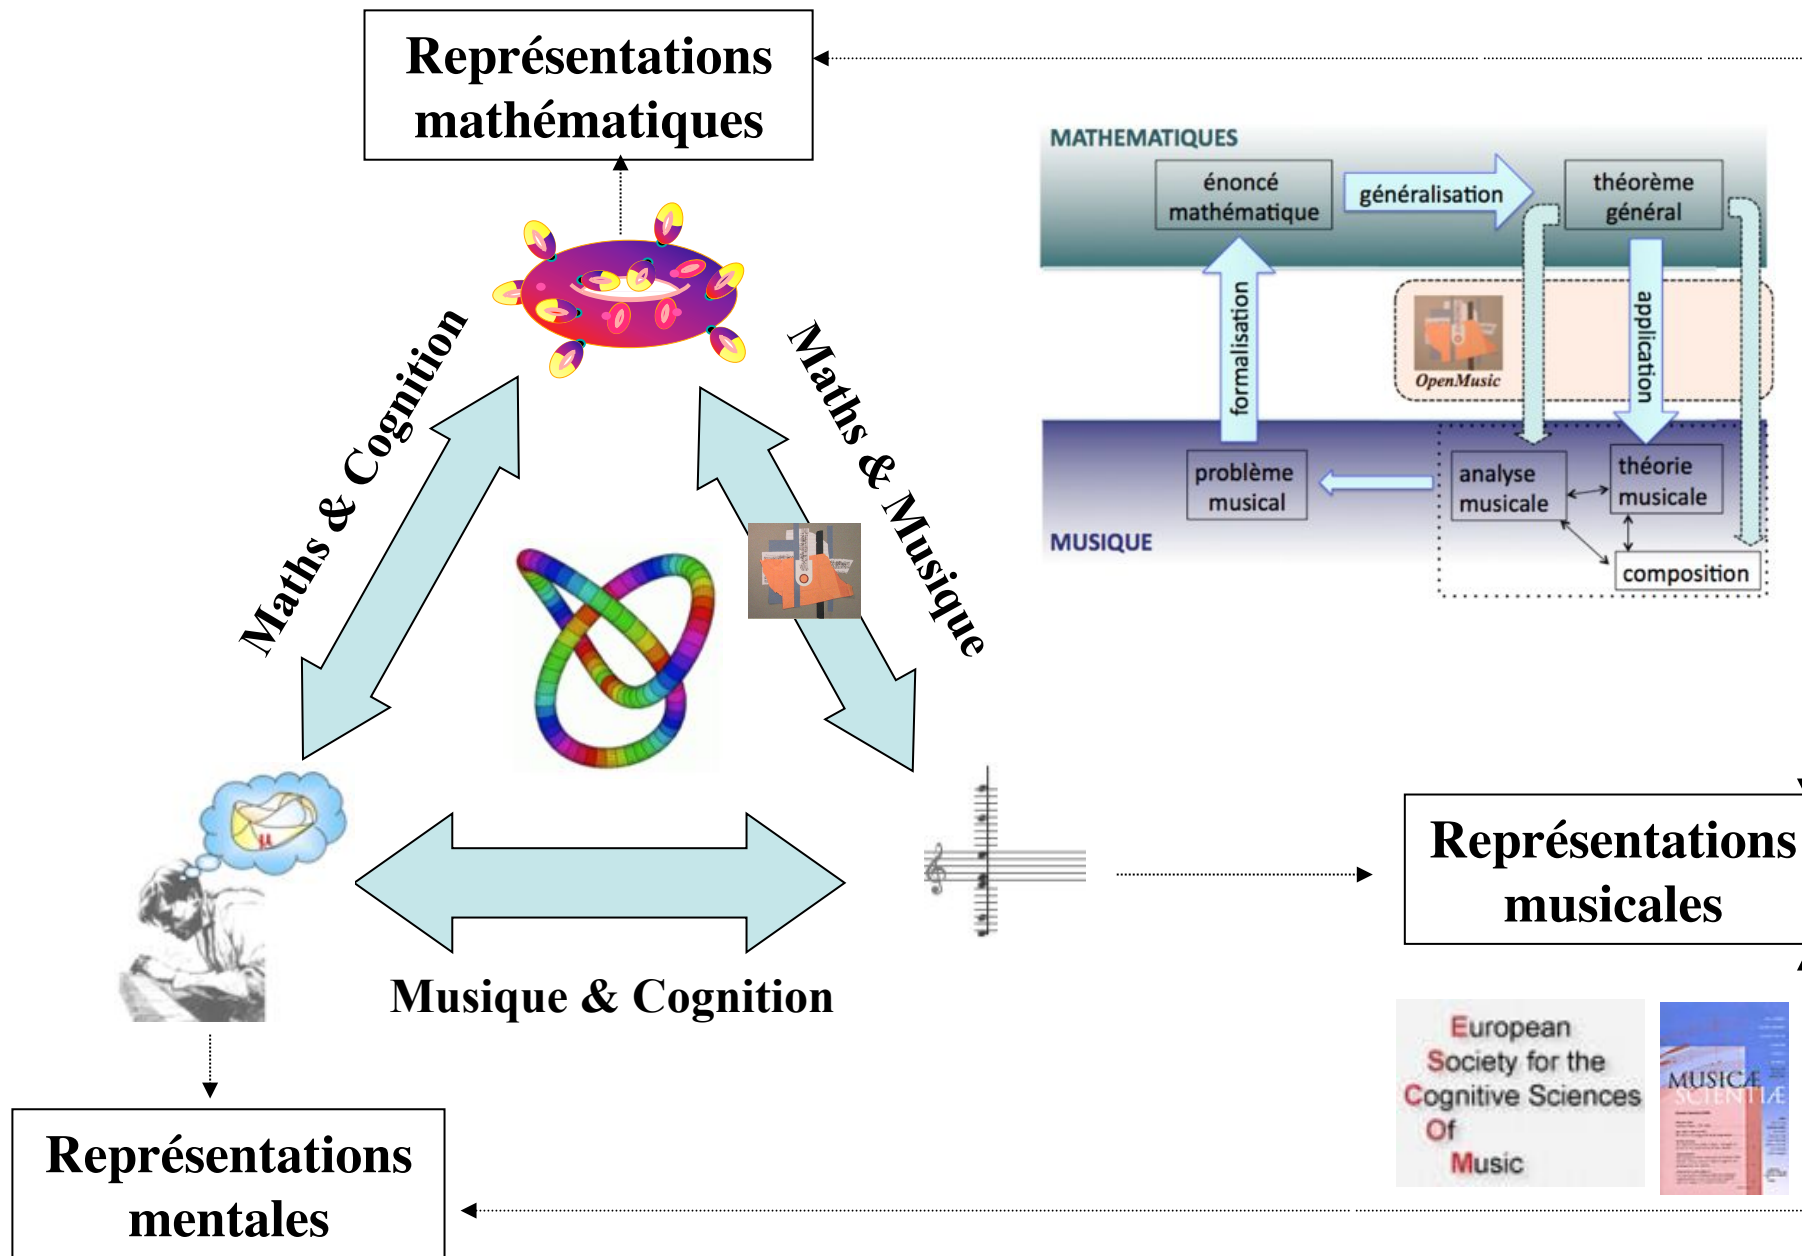 Représentations
mathématiques
MATHEMATIQUES
énoncé
mathématique
généralisation
théorème
général
formalisation
application
OpenMusic
problème
musical
analyse
musicale
théorie
musicale
composition
MUSIQUE
Maths & Cognition
Maths & Musique
μ
Musique & Cognition
Représentations
musicales
European
Society for the
Cognitive Sciences
Of
Music
MUSICÆ
SCIENTIÆ
Représentations
mentales